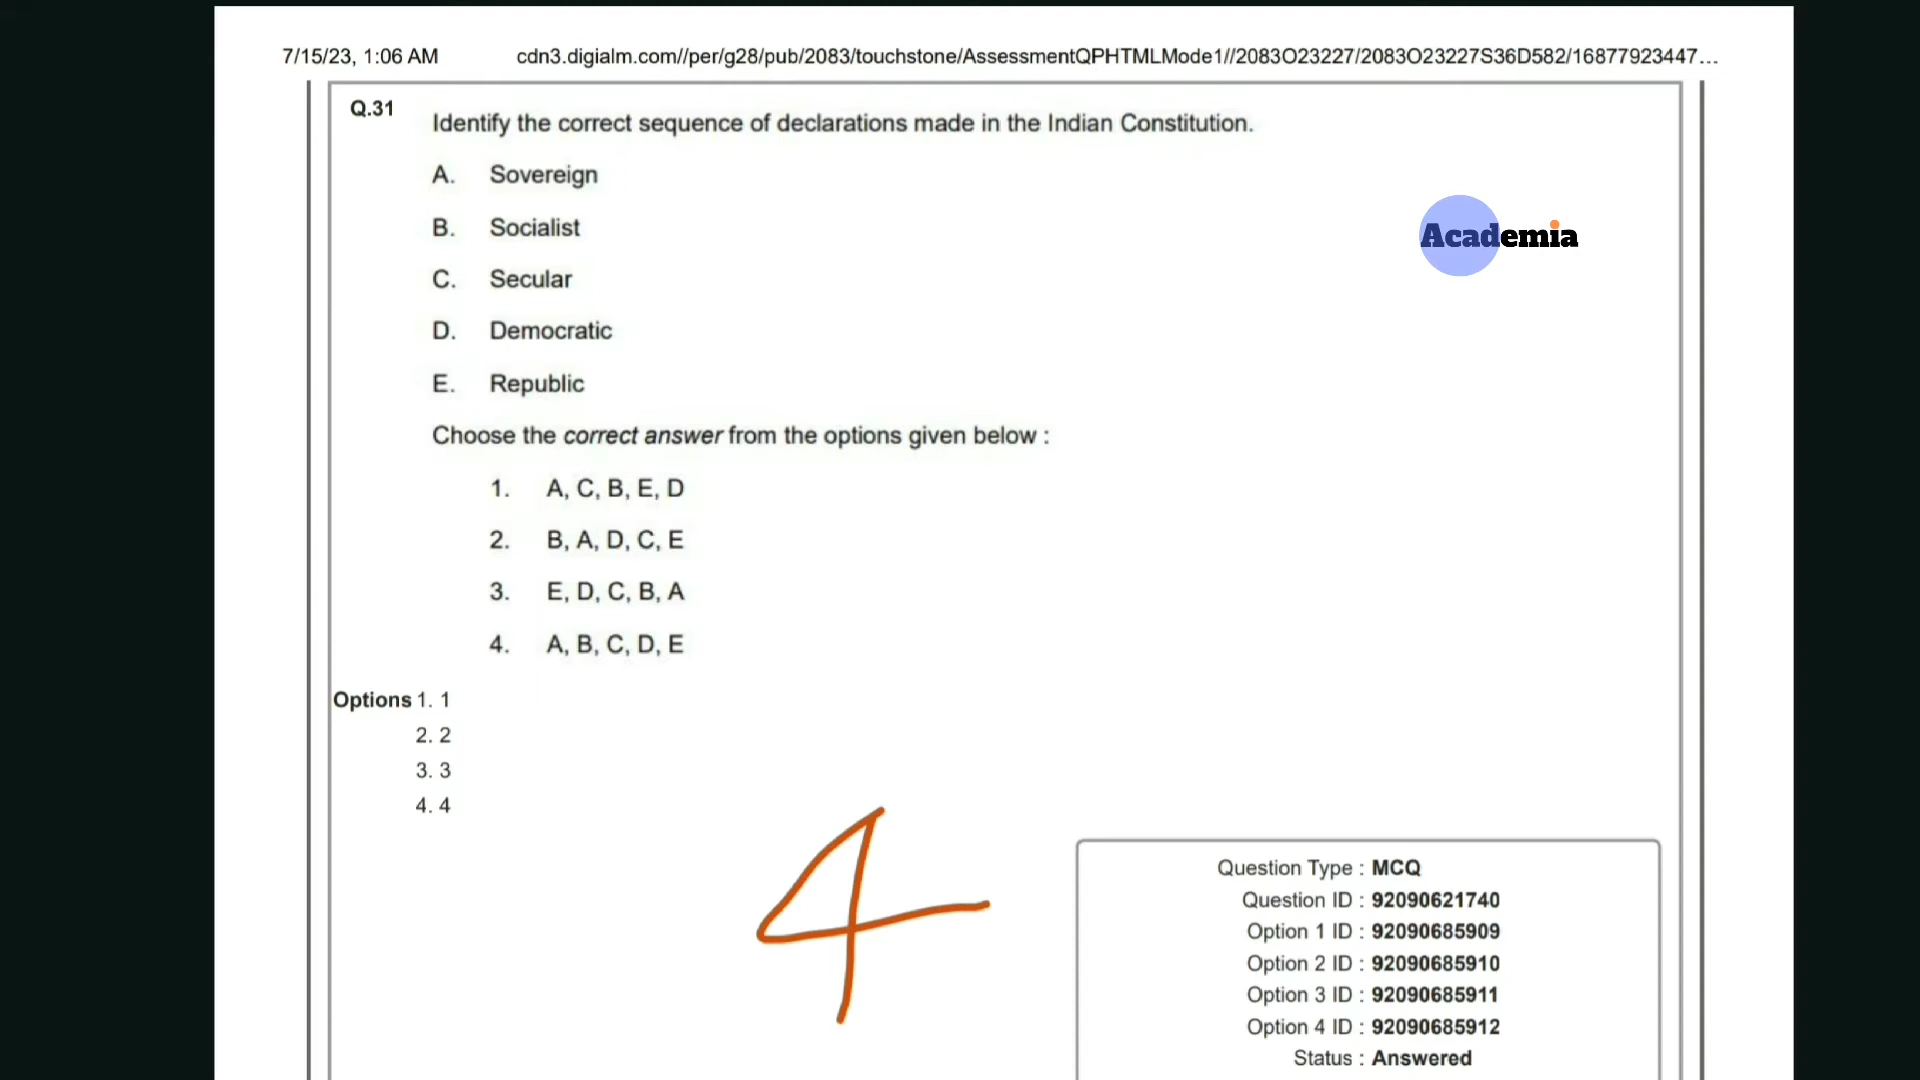 7/15/23, 1:06 AM cdn3.digialm.com//per/g28/pub/2083/touchstone/AssessmentQPHTMLMode1//2083O23227/2083O23227S36D582/16877923447...
Q.31 Identify the correct sequence of declarations made in the Indian Constitution.
A. Sovereign
Academia
B. Socialist
C. Secular
D. Democratic
E. Republic
Choose the correct answer from the options given below :
1. A, C, B, E, D
2. B, A, D, C, E
3. E, D, C, B, A
4. A, B, C, D, E
Options 1. 1
2. 2
3. 3
4. 4
4
Question Type : MCQ
Question ID : 92090621740
Option 1 ID : 92090685909
Option 2 ID : 92090685910
Option 3 ID : 92090685911
Option 4 ID : 92090685912
Status : Answered